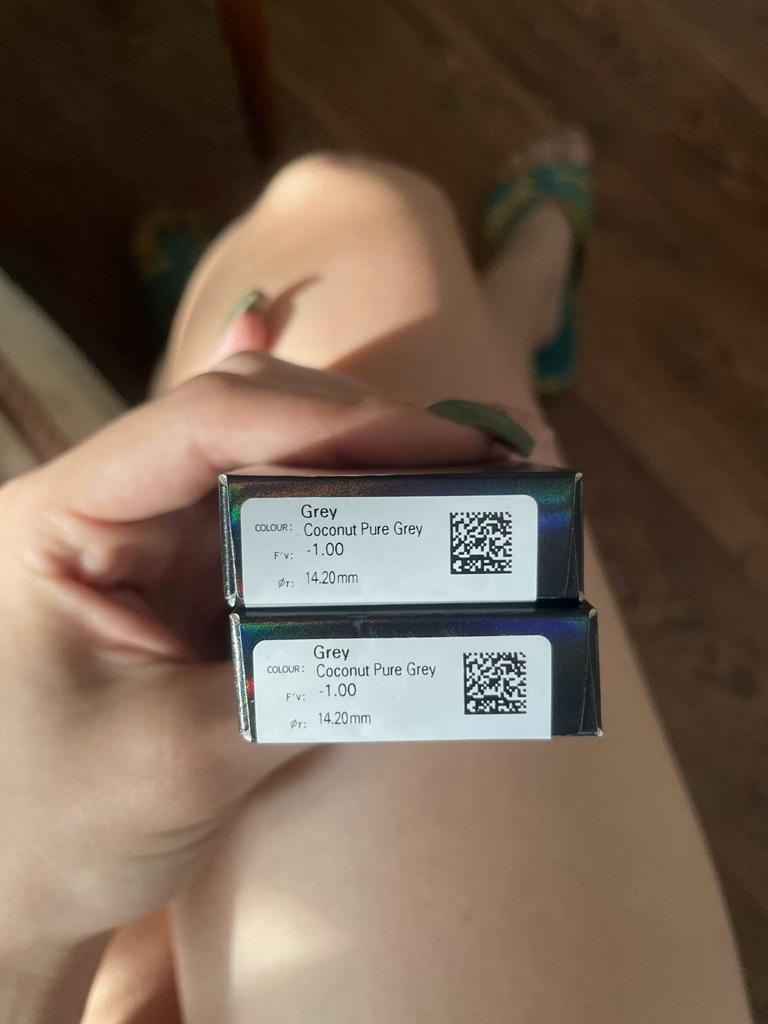 Grey
COLOUR: Coconut Pure Grey
F'v: -1.00
ØT: 14.20mm
Grey
COLOUR: Coconut Pure Grey
F'v: -1.00
ØT: 14.20mm